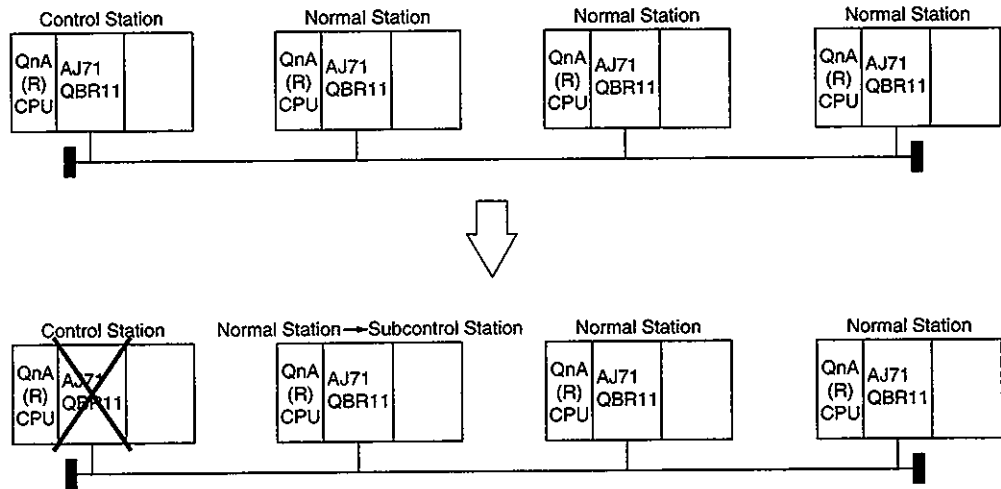 Control Station
Normal Station
Normal Station
Normal Station
QnA
(R)
CPU
AJ71
QBR11
QnA
(R)
CPU
AJ71
QBR11
QnA
(R)
CPU
AJ71
QBR11
QnA
(R)
CPU
AJ71
QBR11
Control Station
Normal Station→Subcontrol Station
Normal Station
Normal Station
QnA
(R)
CPU
AJ71
QBR11
QnA
(R)
CPU
AJ71
QBR11
QnA
(R)
CPU
AJ71
QBR11
QnA
(R)
CPU
AJ71
QBR11